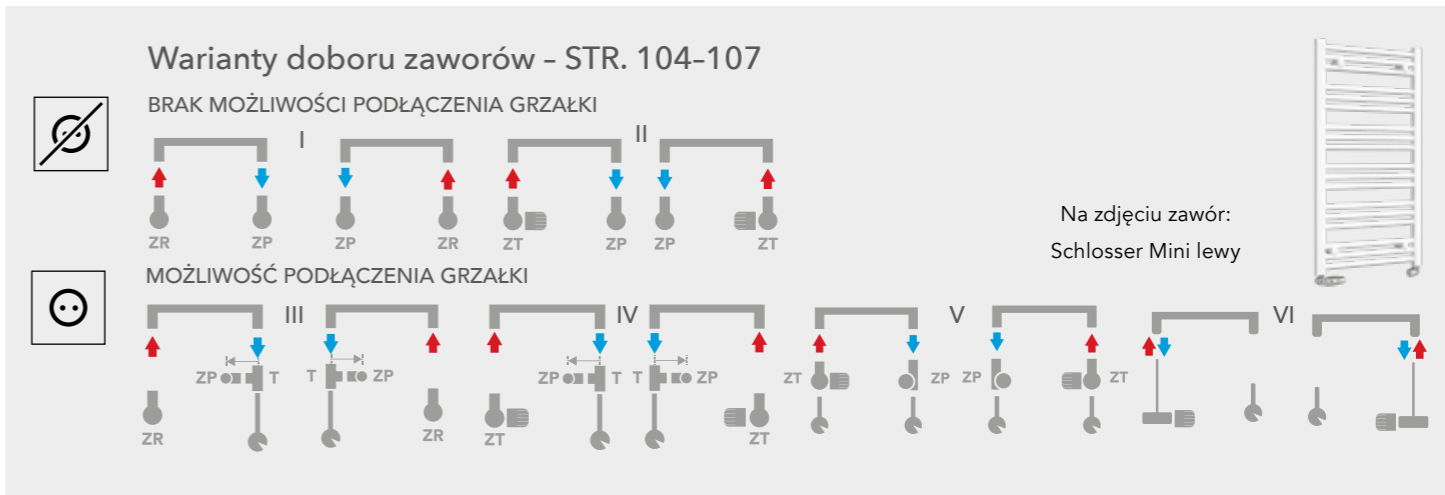 Warianty doboru zaworów – STR. 104–107
BRAK MOŻLIWOŚCI PODŁĄCZENIA GRZAŁKI
I II
ZR ZP ZP ZR ZT ZP ZP ZT
Na zdjęciu zawór:
Schlosser Mini lewy
MOŻLIWOŚĆ PODŁĄCZENIA GRZAŁKI
III IV V VI
ZP T T ZP ZP T T ZP ZT ZP ZP ZT
ZR ZR ZT ZT